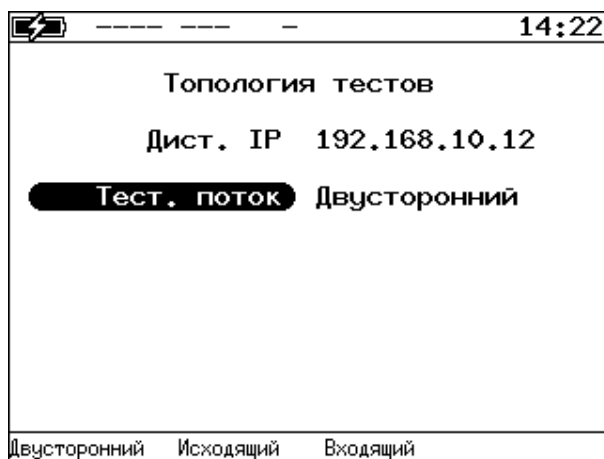 ---- --- - 14:22
Топология тестов
Дист. IP 192.168.10.12
Тест. поток Двусторонний
Двусторонний Исходящий Входящий